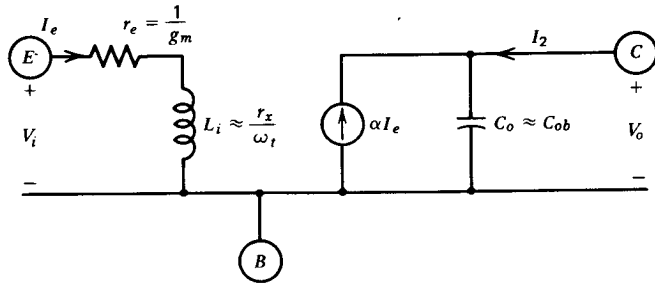 I_e
r_e = 1/g_m
E
+
V_i
−
L_i ≈ r_x/ω_t
αI_e
I_2
C
C_o ≈ C_ob
+
V_o
−
B